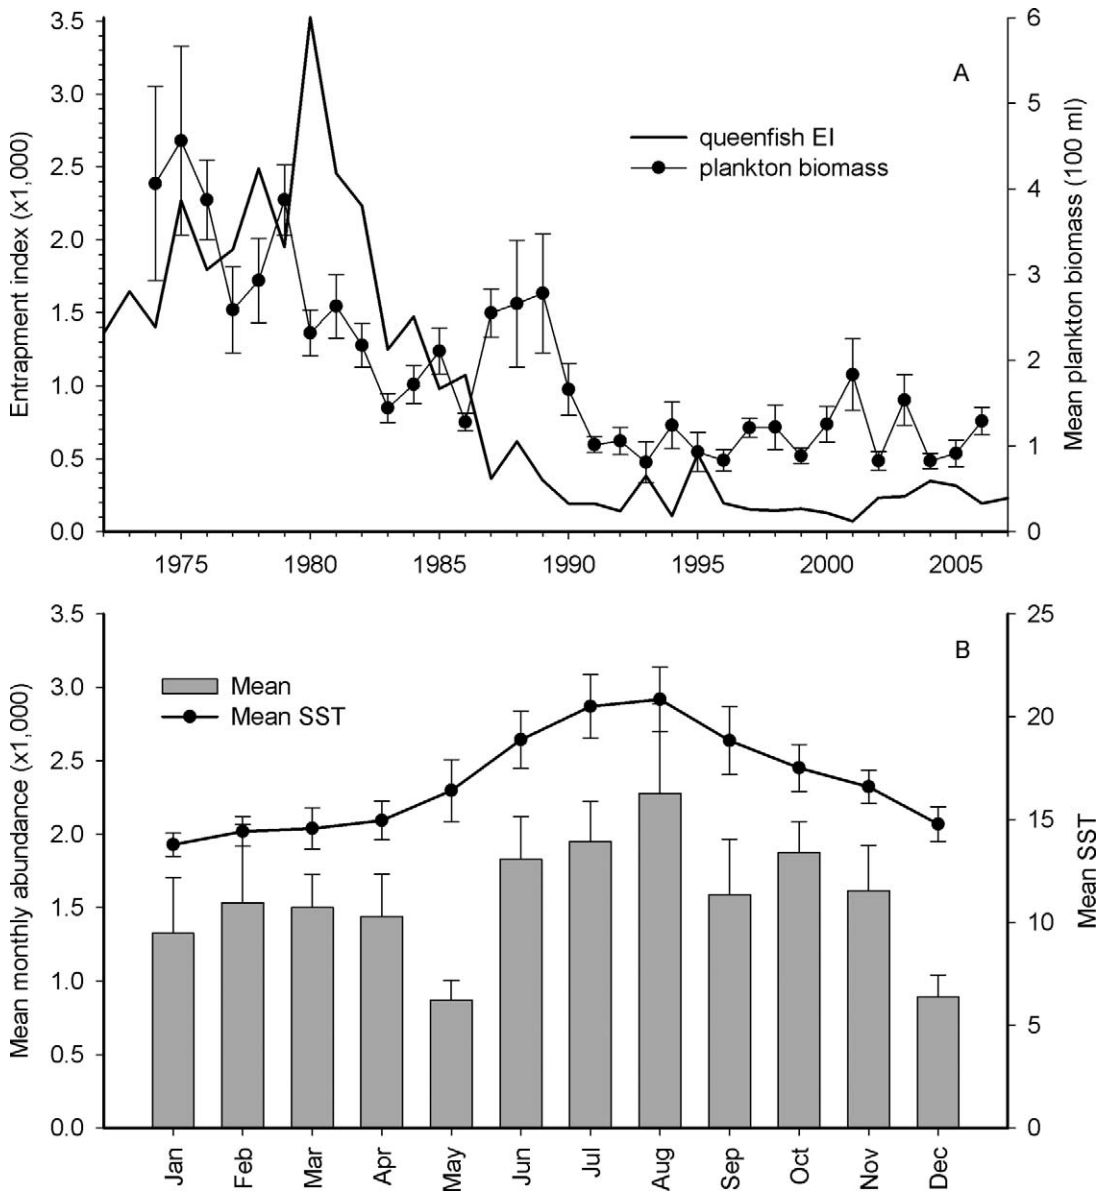 A
queenfish EI
plankton biomass
Entrapment index (x1,000)
3.5
3.0
2.5
2.0
1.5
1.0
0.5
0.0
Mean plankton biomass (100 ml)
6
5
4
3
2
1
0
1975 1980 1985 1990 1995 2000 2005
B
Mean
Mean SST
Mean monthly abundance (x1,000)
3.5
3.0
2.5
2.0
1.5
1.0
0.5
0.0
Mean SST
25
20
15
10
5
0
Jan Feb Mar Apr May Jun Jul Aug Sep Oct Nov Dec